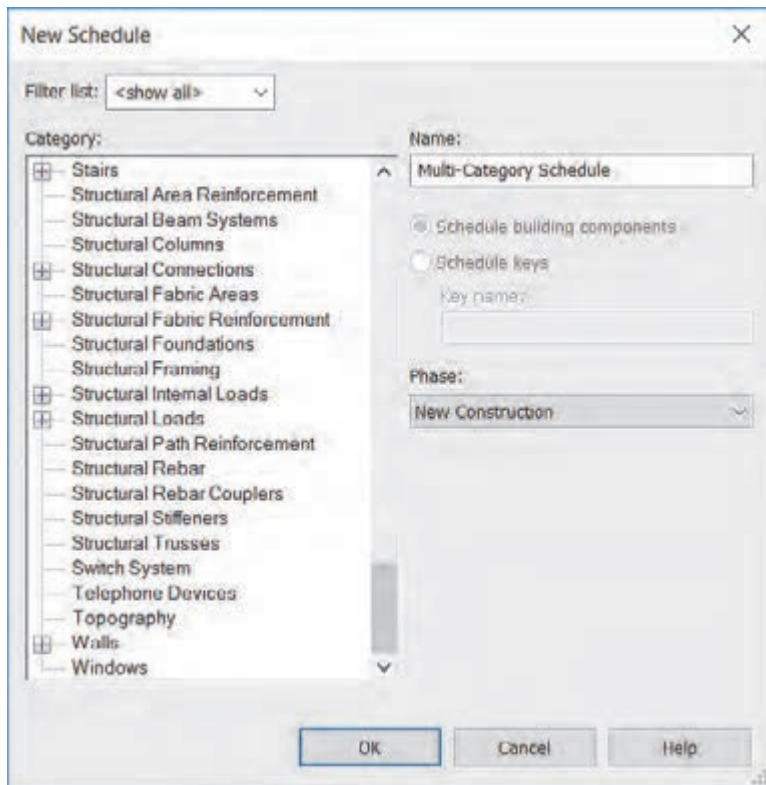 New Schedule
Filter list: <show all>
Category:
Stairs
Structural Area Reinforcement
Structural Beam Systems
Structural Columns
Structural Connections
Structural Fabric Areas
Structural Fabric Reinforcement
Structural Foundations
Structural Framing
Structural Internal Loads
Structural Loads
Structural Path Reinforcement
Structural Rebar
Structural Rebar Couplers
Structural Stiffeners
Structural Trusses
Switch System
Telephone Devices
Topography
Walls
Windows
Name:
Multi-Category Schedule
Schedule building components
Schedule keys
Key name:
Phase:
New Construction
OK Cancel Help